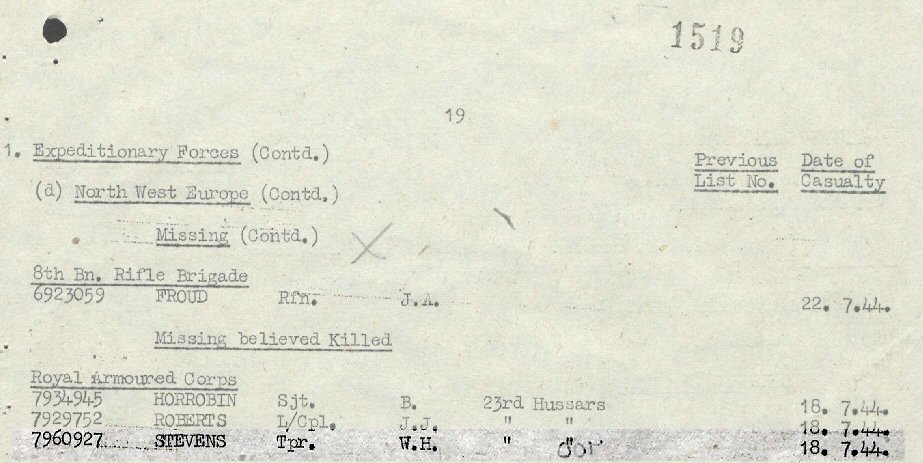 1519
19
1. Expeditionary Forces (Contd.)
Previous List No. Date of Casualty
(d) North West Europe (Contd.)
Missing (Contd.)
8th Bn. Rifle Brigade
6923059 FROUD Rfn. J.A. 22. 7.44.
Missing believed Killed
Royal Armoured Corps
7934945 HORROBIN Sjt. B. 23rd Hussars 18. 7.44.
7929752 ROBERTS L/Cpl. J.J. " " 18. 7.44.
7960927 STEVENS Tpr. W.H. " " 18. 7.44.